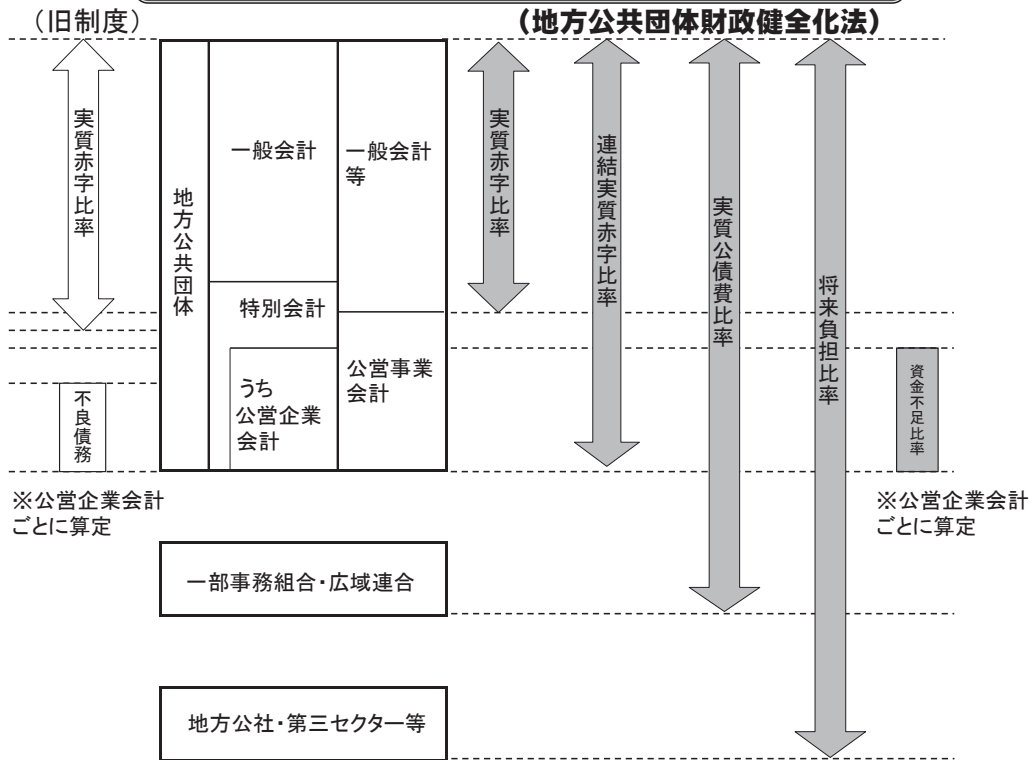 （旧制度）
（地方公共団体財政健全化法）
実質赤字比率
地方公共団体
一般会計
一般会計
等
実質赤字比率
連結実質赤字比率
実質公債費比率
将来負担比率
特別会計
公営事業
会計
うち
公営企業
会計
不良債務
資金不足比率
※公営企業会計
ごとに算定
※公営企業会計
ごとに算定
一部事務組合・広域連合
地方公社・第三セクター等